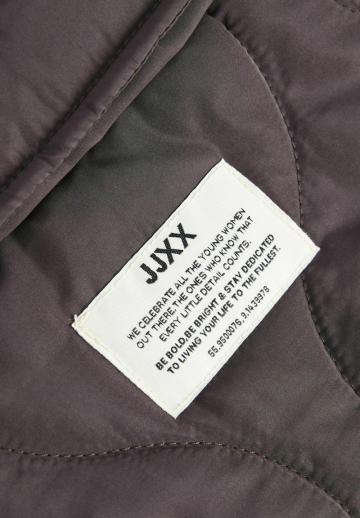 JJXX
WE CELEBRATE ALL THE YOUNG WOMEN
OUT THERE, THE ONES WHO KNOW THAT
EVERY LITTLE DETAIL COUNTS.
BE BOLD, BE BRIGHT & STAY DEDICATED
TO LIVING YOUR LIFE TO THE FULLEST.
55.9500076, 9.1439978